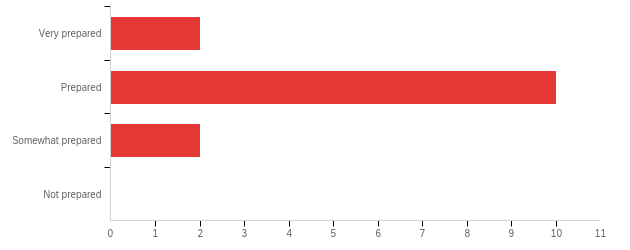 Very prepared
Prepared
Somewhat prepared
Not prepared
0 1 2 3 4 5 6 7 8 9 10 11